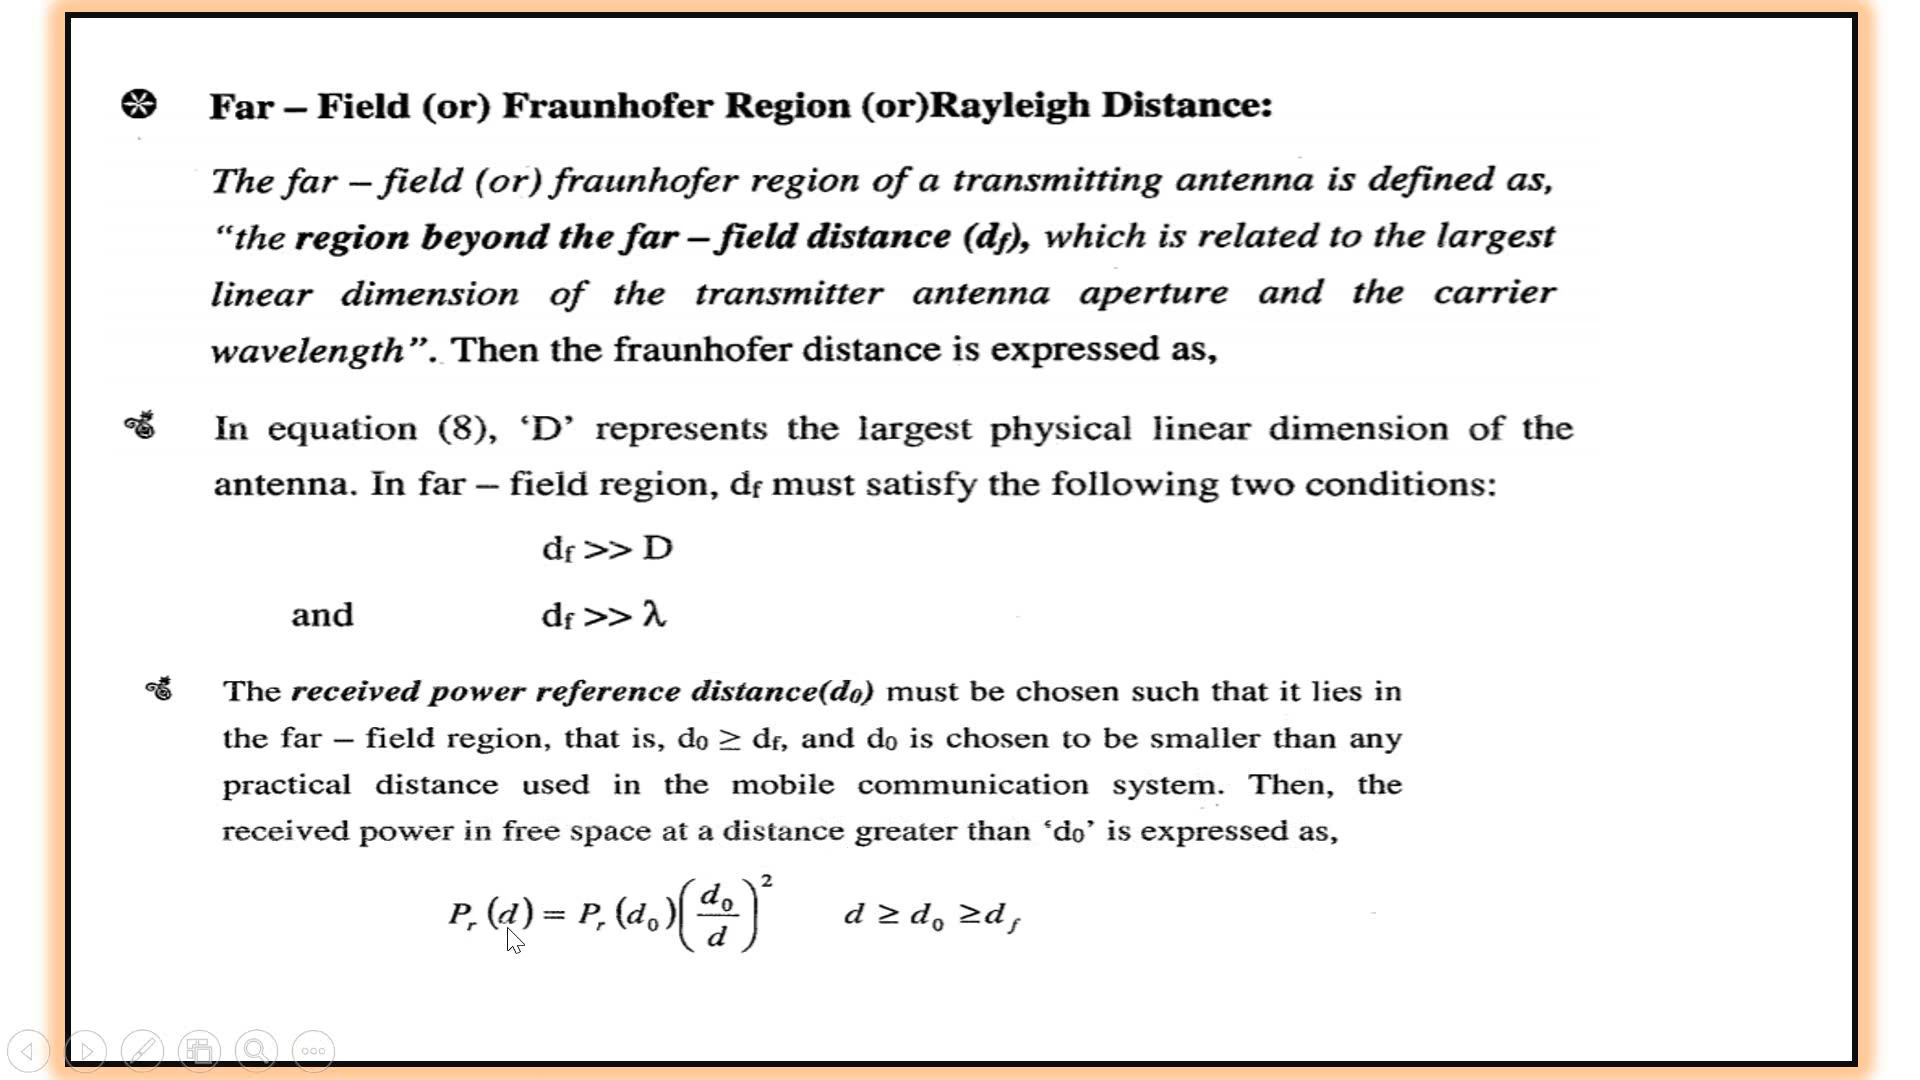 Far – Field (or) Fraunhofer Region (or)Rayleigh Distance:
The far – field (or) fraunhofer region of a transmitting antenna is defined as,
“the region beyond the far – field distance (df), which is related to the largest
linear dimension of the transmitter antenna aperture and the carrier
wavelength”. Then the fraunhofer distance is expressed as,
In equation (8), ‘D’ represents the largest physical linear dimension of the
antenna. In far – field region, df must satisfy the following two conditions:
df >> D
and df >> λ
The received power reference distance(d0) must be chosen such that it lies in
the far – field region, that is, d0 ≥ df, and d0 is chosen to be smaller than any
practical distance used in the mobile communication system. Then, the
received power in free space at a distance greater than ‘d0’ is expressed as,
Pr (d) = Pr (d0)(d0/d)² d ≥ d0 ≥df